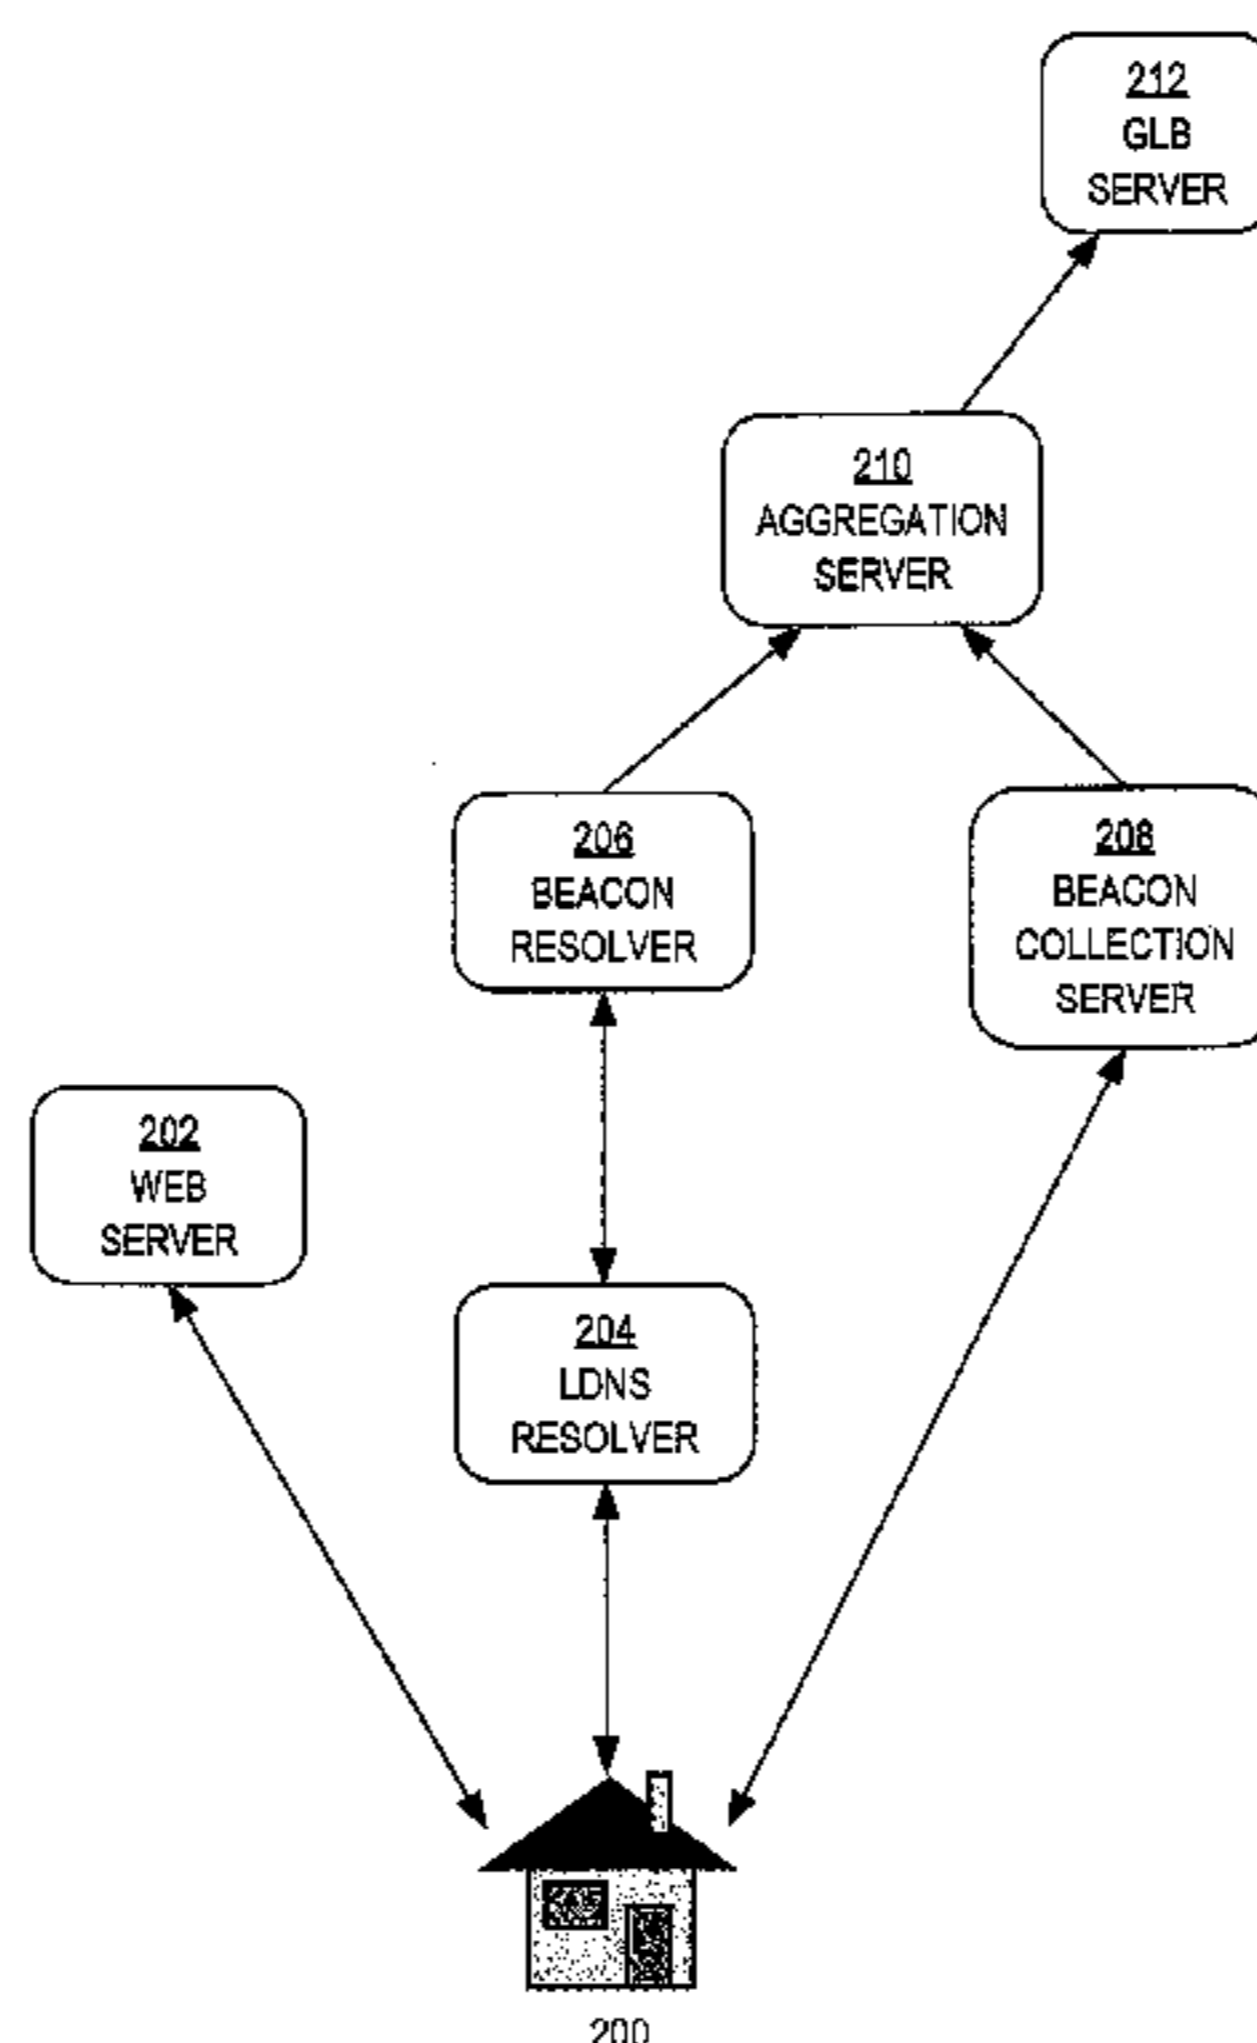 212
GLB
SERVER
210
AGGREGATION
SERVER
206
BEACON
RESOLVER
208
BEACON
COLLECTION
SERVER
202
WEB
SERVER
204
LDNS
RESOLVER
200